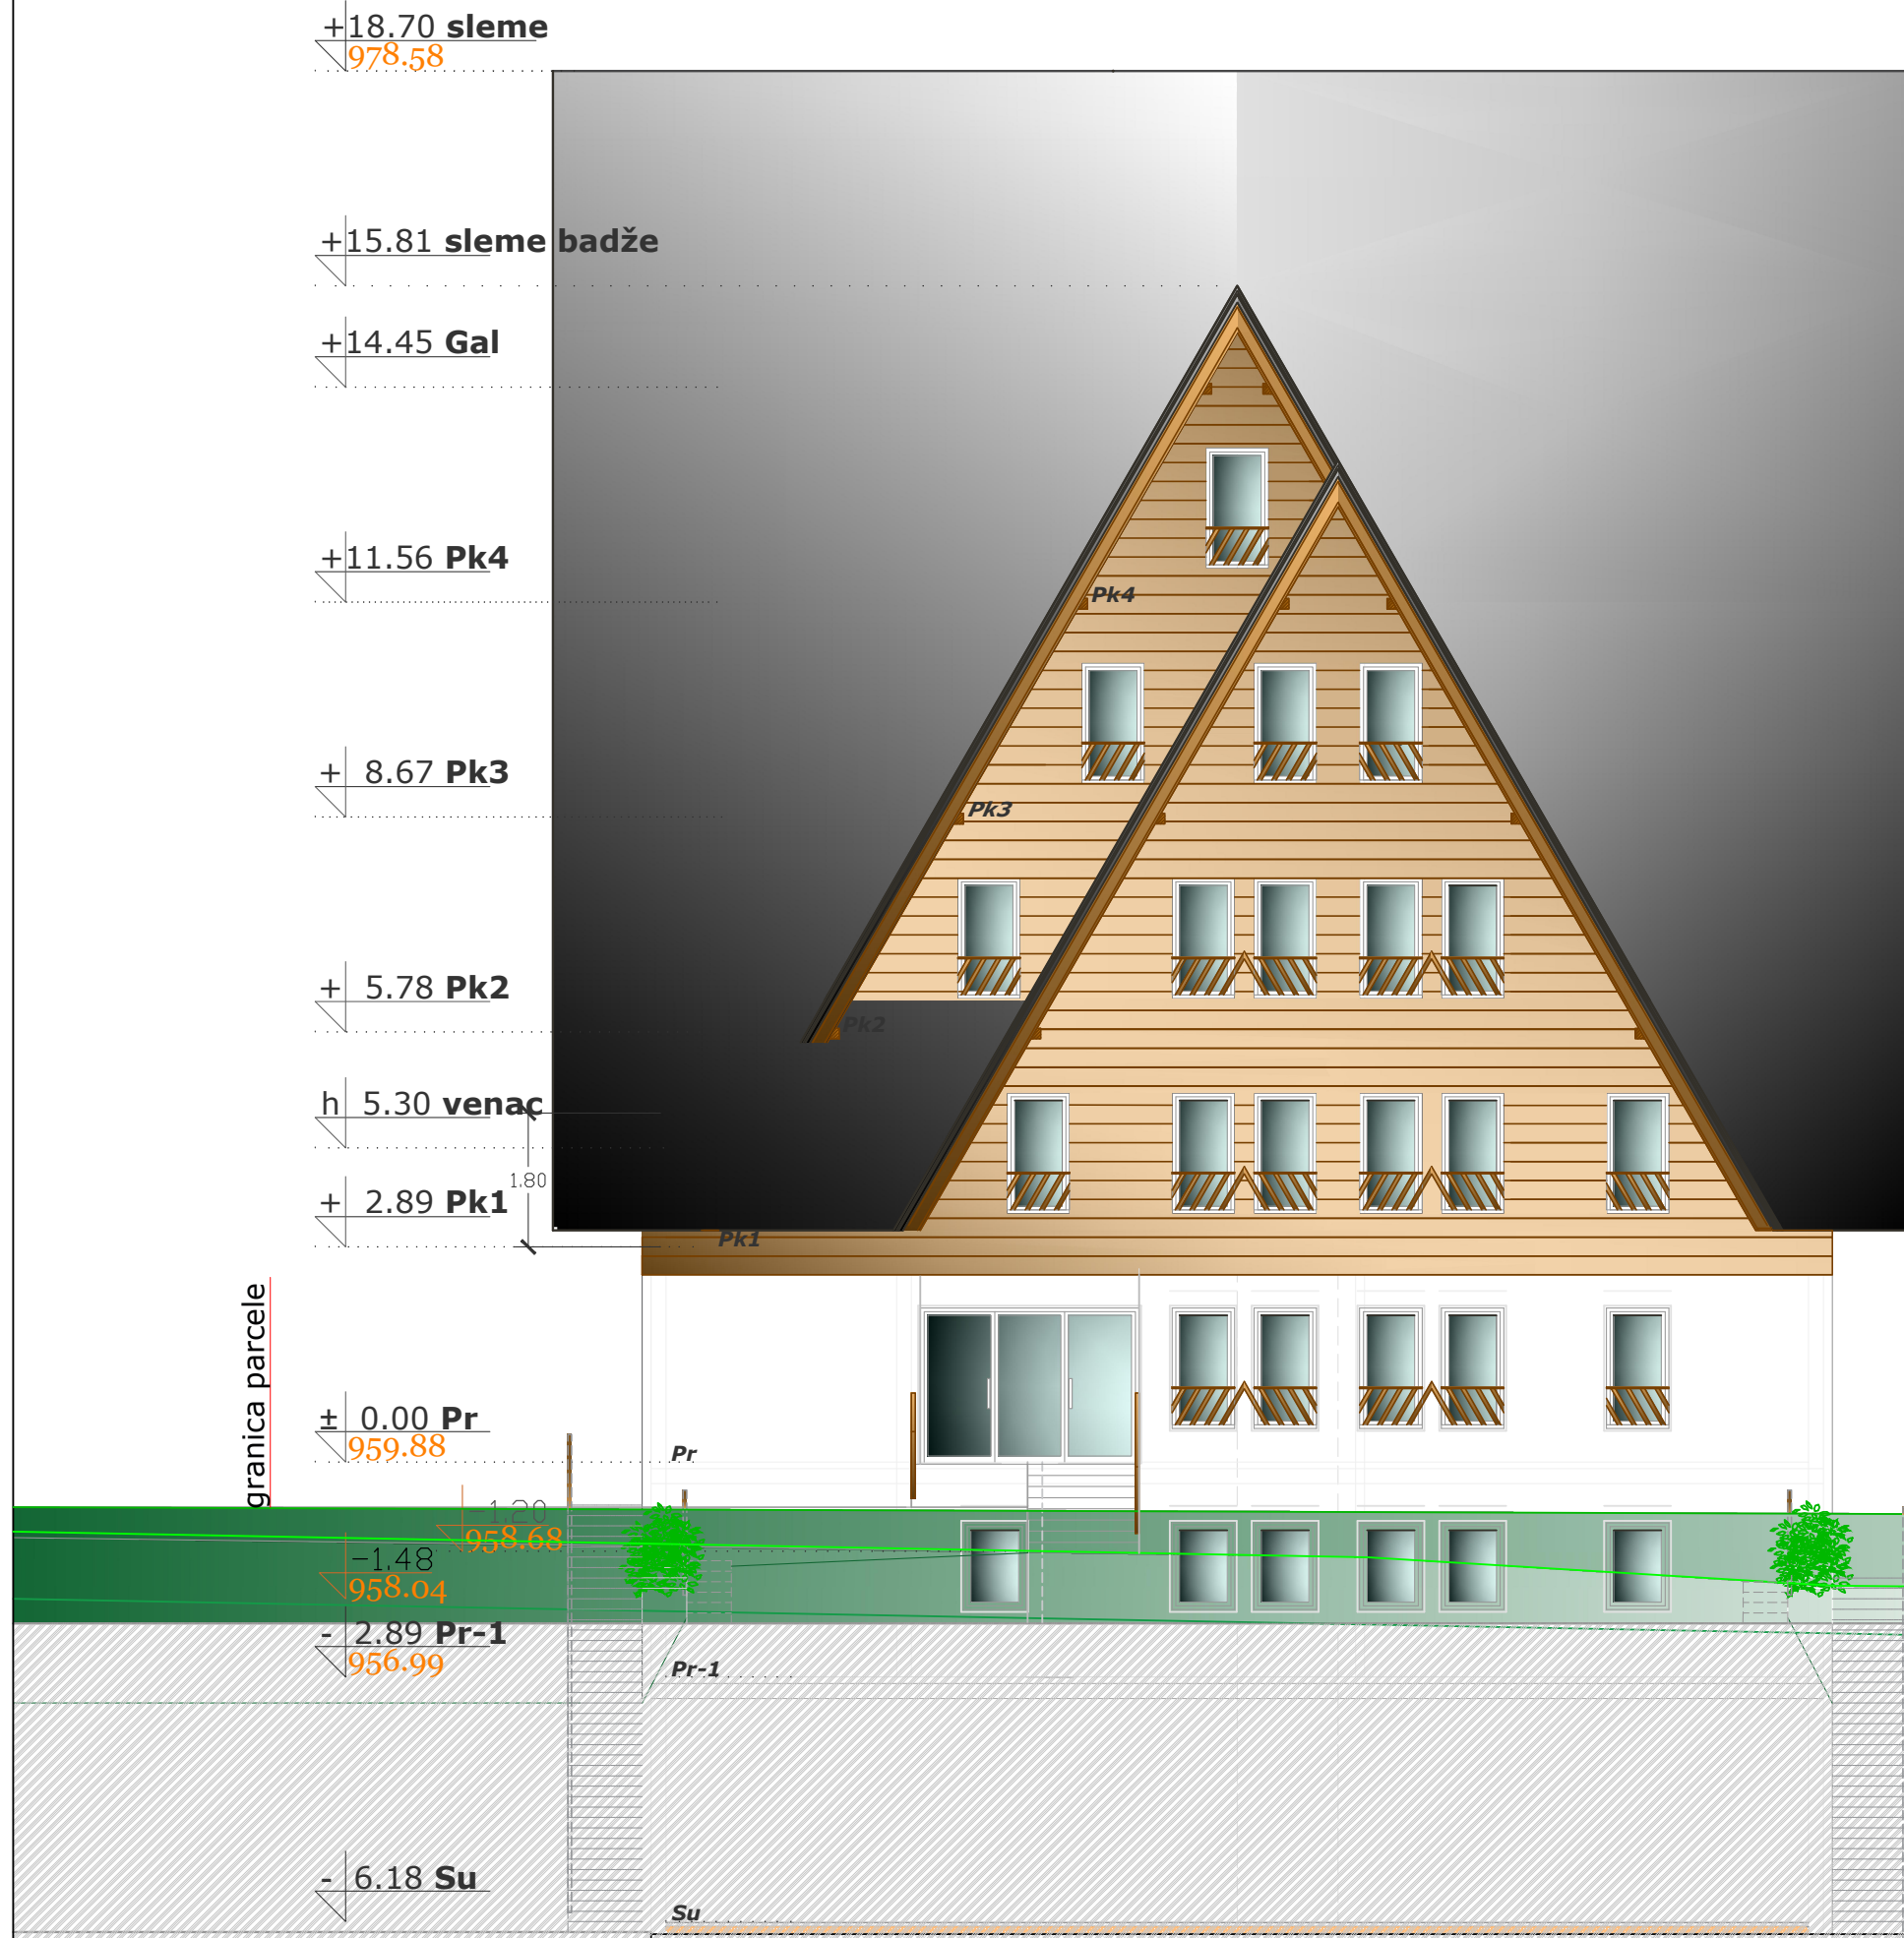 +18.70 sleme
978.58
+15.81 sleme badže
+14.45 Gal
+11.56 Pk4
Pk4
+ 8.67 Pk3
Pk3
+ 5.78 Pk2
Pk2
h 5.30 venac
1.80
+ 2.89 Pk1
Pk1
granica parcele
± 0.00 Pr
959.88
Pr
-1.20
958.68
-1.48
958.04
- 2.89 Pr-1
956.99
Pr-1
- 6.18 Su
Su